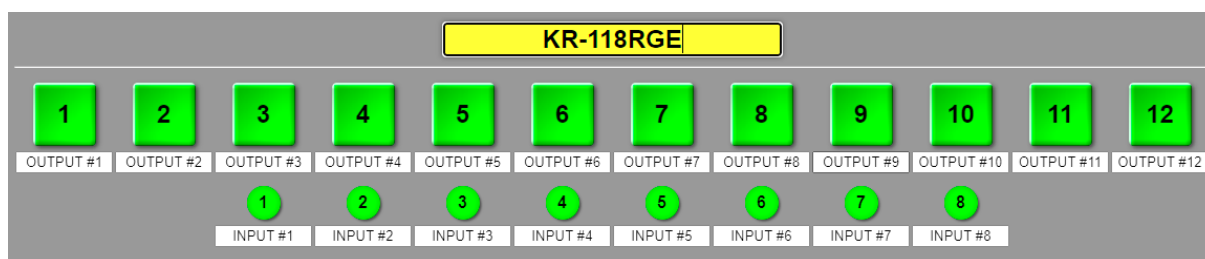 KR-118RGE
1 2 3 4 5 6 7 8 9 10 11 12
OUTPUT #1 OUTPUT #2 OUTPUT #3 OUTPUT #4 OUTPUT #5 OUTPUT #6 OUTPUT #7 OUTPUT #8 OUTPUT #9 OUTPUT #10 OUTPUT #11 OUTPUT #12
1 2 3 4 5 6 7 8
INPUT #1 INPUT #2 INPUT #3 INPUT #4 INPUT #5 INPUT #6 INPUT #7 INPUT #8